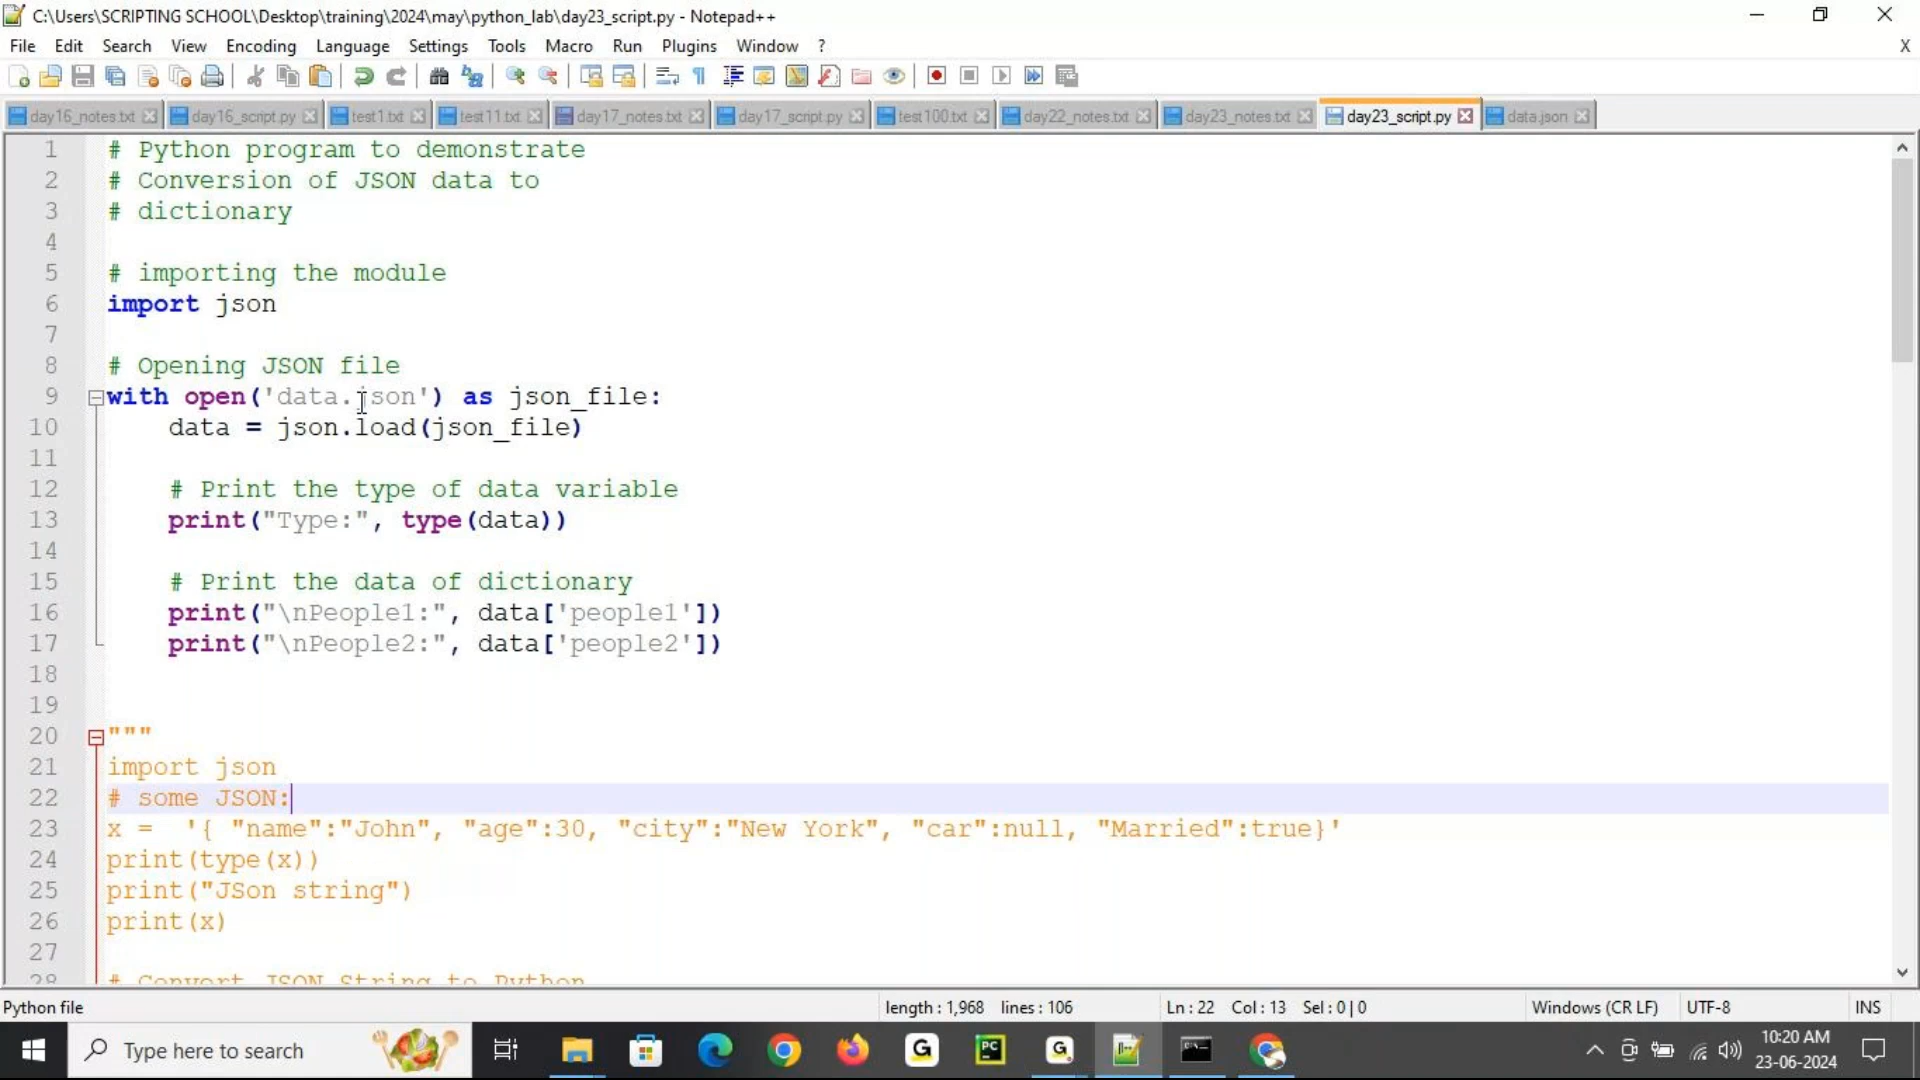 C:\Users\SCRIPTING SCHOOL\Desktop\training\2024\may\python_lab\day23_script.py - Notepad++
File Edit Search View Encoding Language Settings Tools Macro Run Plugins Window ? X
day16_notes.txt day16_script.py test1.txt test11.txt day17_notes.txt day17_script.py test100.txt day22_notes.txt day23_notes.txt day23_script.py data.json
1 # Python program to demonstrate
2 # Conversion of JSON data to
3 # dictionary
4
5 # importing the module
6 import json
7
8 # Opening JSON file
9 with open('data.json') as json_file:
10 data = json.load(json_file)
11
12 # Print the type of data variable
13 print("Type:", type(data))
14
15 # Print the data of dictionary
16 print("\nPeople1:", data['people1'])
17 print("\nPeople2:", data['people2'])
18
19
20 """
21 import json
22 # some JSON:
23 x =  '{ "name":"John", "age":30, "city":"New York", "car":null, "Married":true}'
24 print(type(x))
25 print("JSon string")
26 print(x)
27
28 # Convert JSON String to Python
Python file length : 1,968 lines : 106 Ln : 22 Col : 13 Sel : 0 | 0 Windows (CR LF) UTF-8 INS
Type here to search
10:20 AM
23-06-2024